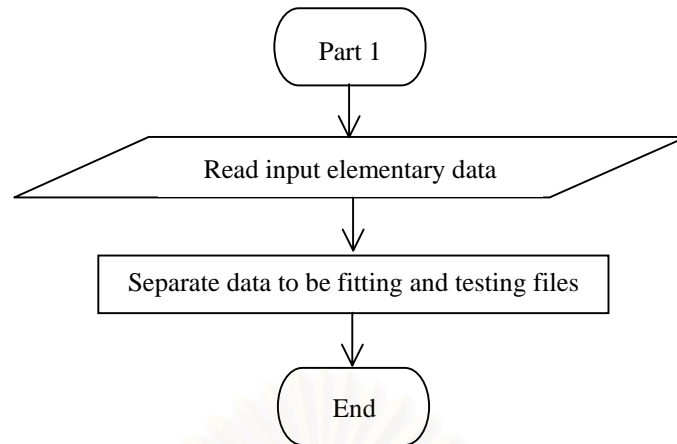 Part 1
Read input elementary data
Separate data to be fitting and testing files
End